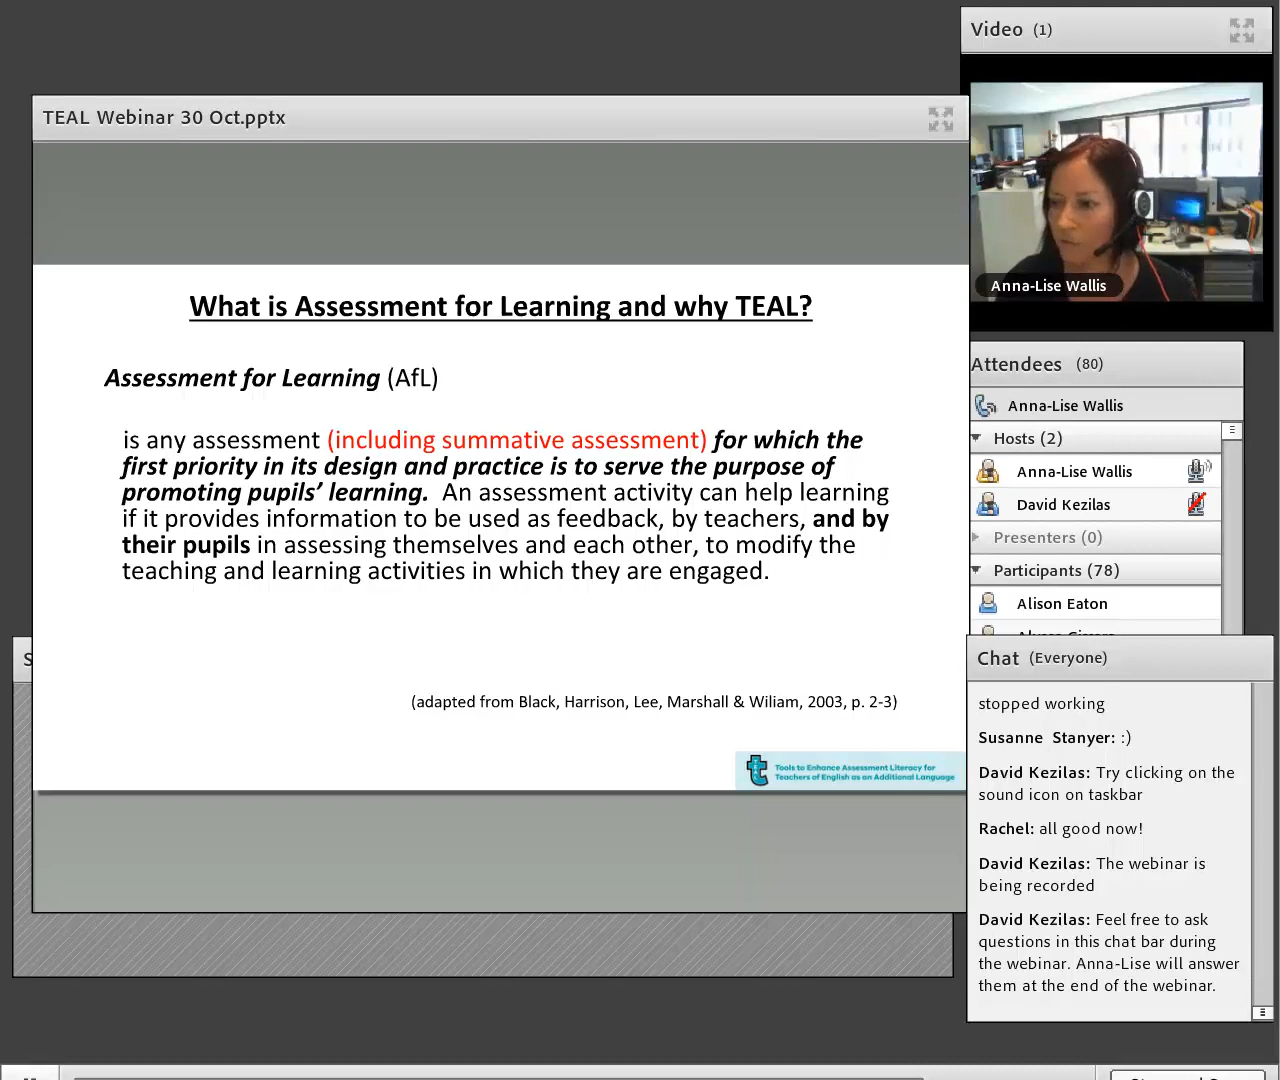 Video (1)
TEAL Webinar 30 Oct.pptx
Anna-Lise Wallis
What is Assessment for Learning and why TEAL?
Assessment for Learning (AfL)
is any assessment (including summative assessment) for which the
first priority in its design and practice is to serve the purpose of
promoting pupils’ learning. An assessment activity can help learning
if it provides information to be used as feedback, by teachers, and by
their pupils in assessing themselves and each other, to modify the
teaching and learning activities in which they are engaged.
(adapted from Black, Harrison, Lee, Marshall & Wiliam, 2003, p. 2-3)
Tools to Enhance Assessment Literacy for
Teachers of English as an Additional Language
Attendees (80)
Anna-Lise Wallis
Hosts (2)
Anna-Lise Wallis
David Kezilas
Presenters (0)
Participants (78)
Alison Eaton
Chat (Everyone)
stopped working
Susanne Stanyer: :)
David Kezilas: Try clicking on the
sound icon on taskbar
Rachel: all good now!
David Kezilas: The webinar is
being recorded
David Kezilas: Feel free to ask
questions in this chat bar during
the webinar. Anna-Lise will answer
them at the end of the webinar.